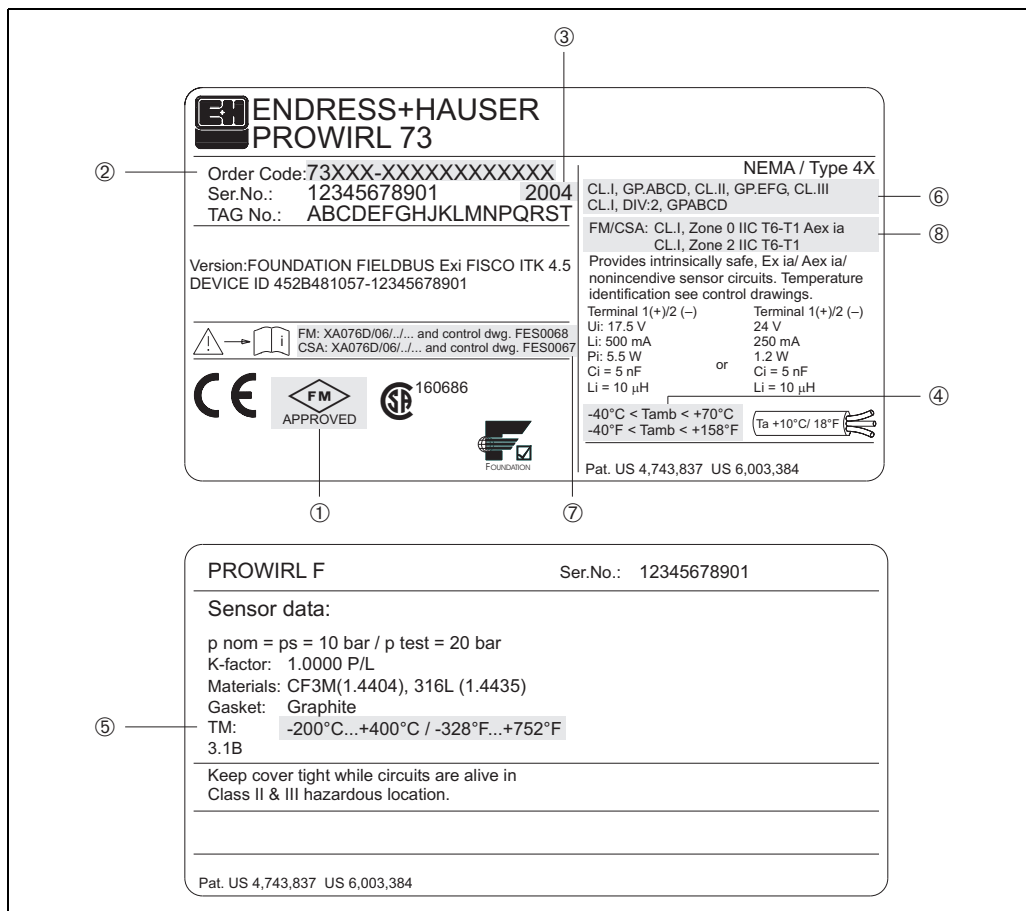 ③
E+H ENDRESS+HAUSER
PROWIRL 73
② Order Code: 73XXX-XXXXXXXXXXXXX
Ser.No.: 12345678901 2004
TAG No.: ABCDEFGHJKLMNPQRST
Version:FOUNDATION FIELDBUS Exi FISCO ITK 4.5
DEVICE ID 452B481057-12345678901
i
FM: XA076D/06/../... and control dwg. FES0068
CSA: XA076D/06/../... and control dwg. FES0067
CE
FM
APPROVED
SA 160686
FOUNDATION
NEMA / Type 4X
CL.I, GP.ABCD, CL.II, GP.EFG, CL.III
CL.I, DIV:2, GPABCD
⑥
FM/CSA: CL.I, Zone 0 IIC T6-T1 Aex ia
CL.I, Zone 2 IIC T6-T1
⑧
Provides intrinsically safe, Ex ia/ Aex ia/
nonincendive sensor circuits. Temperature
identification see control drawings.
Terminal 1(+)/2 (–) Terminal 1(+)/2 (–)
Ui: 17.5 V 24 V
Li: 500 mA 250 mA
Pi: 5.5 W 1.2 W
Ci = 5 nF or Ci = 5 nF
Li = 10 μH Li = 10 μH
④
-40°C < Tamb < +70°C
-40°F < Tamb < +158°F
Ta +10°C/ 18°F
Pat. US 4,743,837 US 6,003,384
① ⑦
PROWIRL F Ser.No.: 12345678901
Sensor data:
p nom = ps = 10 bar / p test = 20 bar
K-factor: 1.0000 P/L
Materials: CF3M(1.4404), 316L (1.4435)
Gasket: Graphite
⑤ TM: -200°C...+400°C / -328°F...+752°F
3.1B
Keep cover tight while circuits are alive in
Class II & III hazardous location.
Pat. US 4,743,837 US 6,003,384